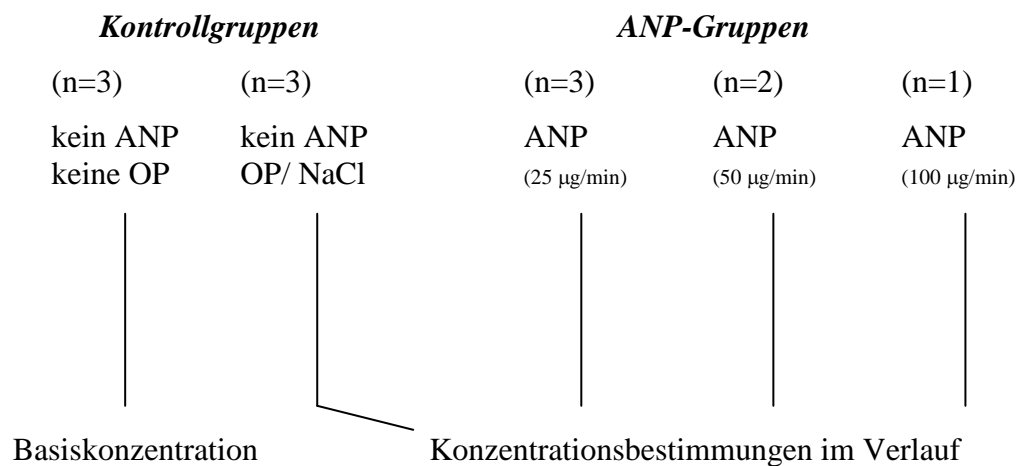 Kontrollgruppen ANP-Gruppen
(n=3) (n=3) (n=3) (n=2) (n=1)
kein ANP kein ANP ANP ANP ANP
keine OP OP/ NaCl (25 μg/min) (50 μg/min) (100 μg/min)
Basiskonzentration Konzentrationsbestimmungen im Verlauf